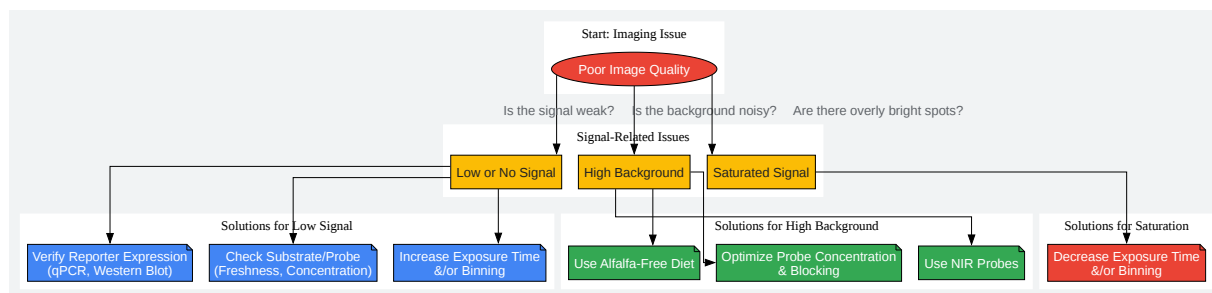 Start: Imaging Issue
Poor Image Quality
Is the signal weak?
Is the background noisy?
Are there overly bright spots?
Signal-Related Issues
Low or No Signal
High Background
Saturated Signal
Solutions for Low Signal
Verify Reporter Expression
(qPCR, Western Blot)
Check Substrate/Probe
(Freshness, Concentration)
Increase Exposure Time
&/or Binning
Solutions for High Background
Use Alfalfa-Free Diet
Optimize Probe Concentration
& Blocking
Use NIR Probes
Solutions for Saturation
Decrease Exposure Time
&/or Binning